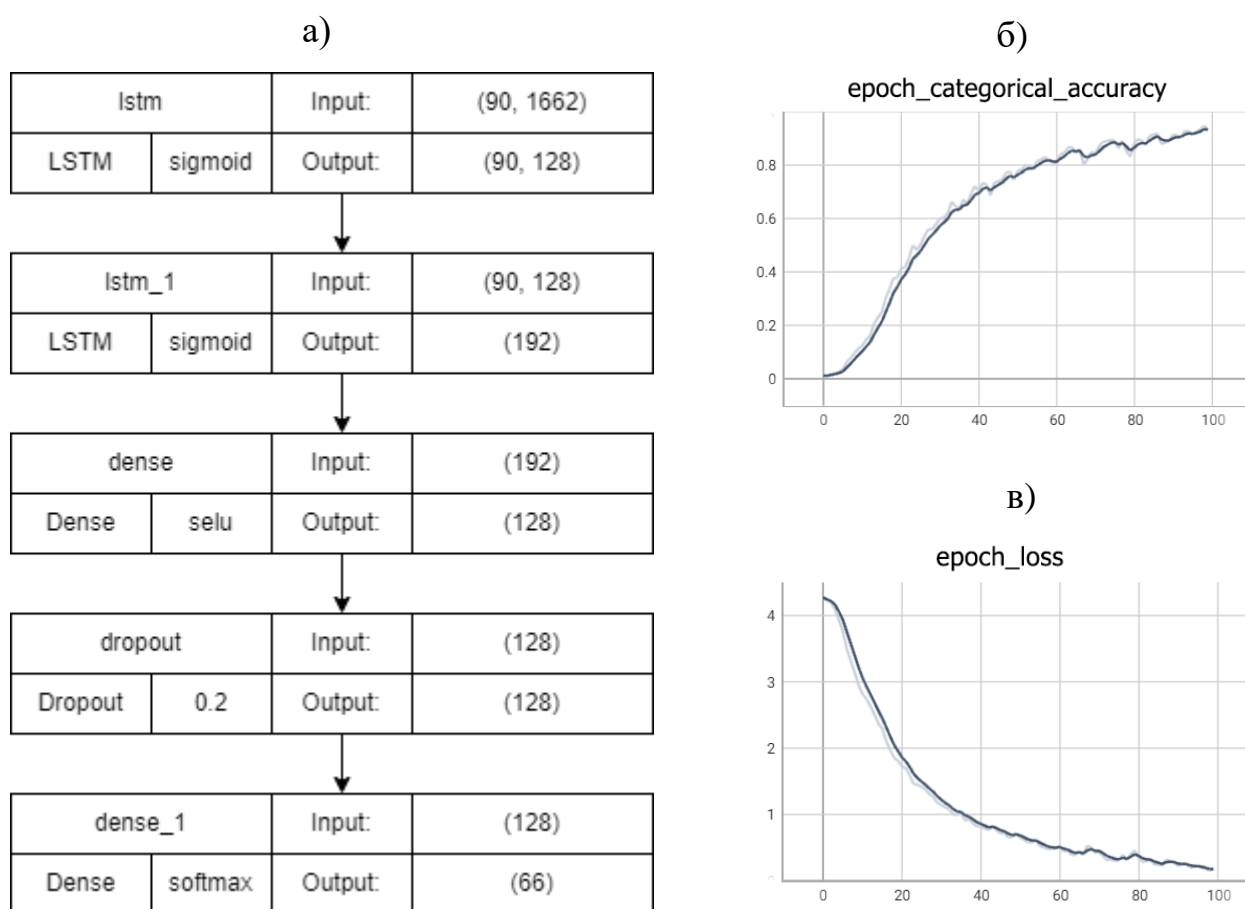 а)
lstm Input: (90, 1662)
LSTM sigmoid Output: (90, 128)
lstm_1 Input: (90, 128)
LSTM sigmoid Output: (192)
dense Input: (192)
Dense selu Output: (128)
dropout Input: (128)
Dropout 0.2 Output: (128)
dense_1 Input: (128)
Dense softmax Output: (66)
б)
epoch_categorical_accuracy
0.8
0.6
0.4
0.2
0
0 20 40 60 80 100
в)
epoch_loss
4
3
2
1
0 20 40 60 80 100